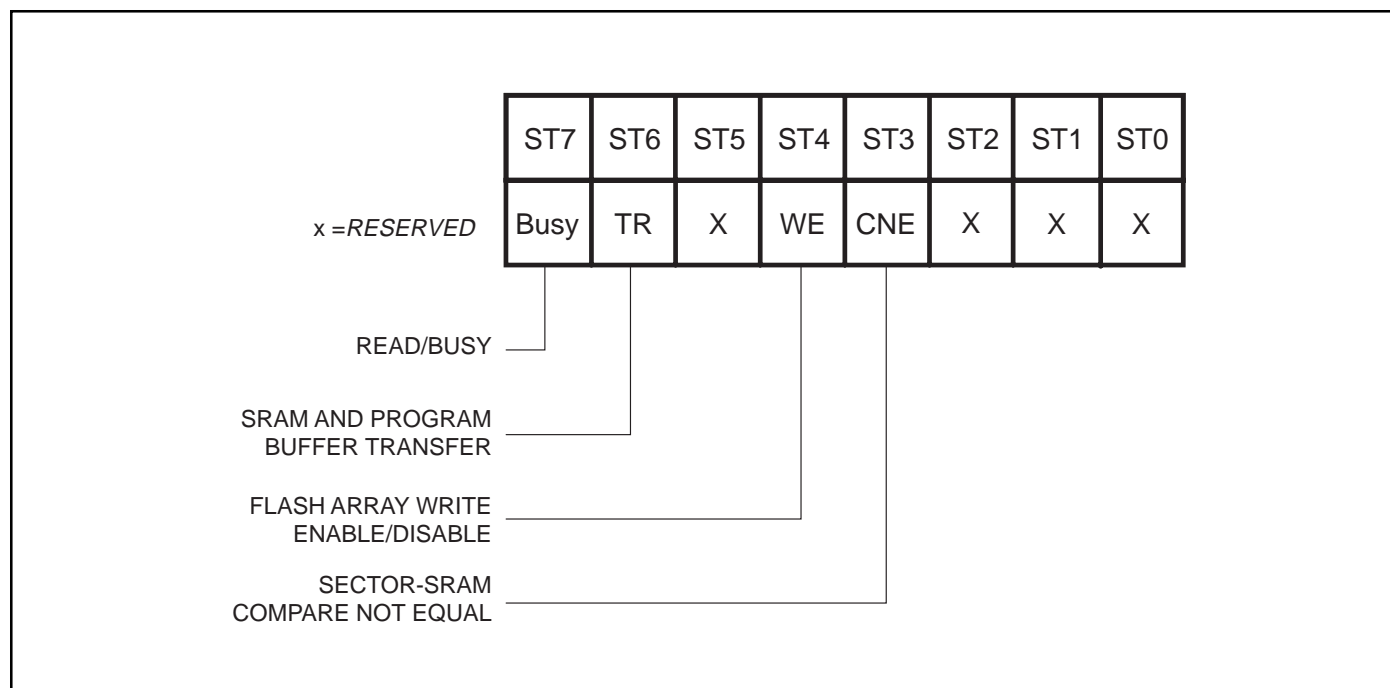 ST7 ST6 ST5 ST4 ST3 ST2 ST1 ST0
x =RESERVED Busy TR X WE CNE X X X
READ/BUSY
SRAM AND PROGRAM
BUFFER TRANSFER
FLASH ARRAY WRITE
ENABLE/DISABLE
SECTOR-SRAM
COMPARE NOT EQUAL